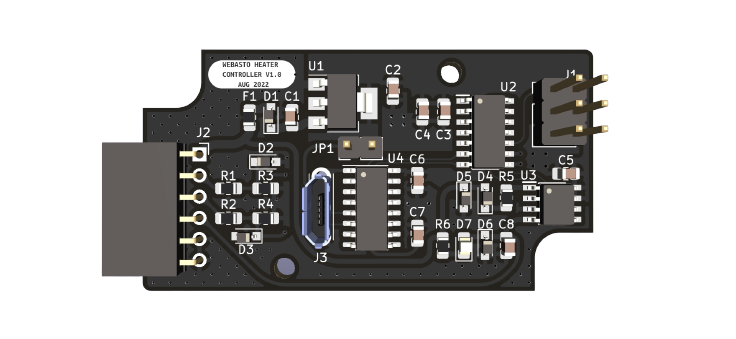 WEBASTO HEATER
CONTROLLER V1.0
AUG 2022
U1
C2
J1
U2
F1 D1 C1
C4 C3
J2
D2
JP1
U4 C6
C5
R1 R3
D5 D4 R5 U3
R2 R4
C7
R6 D7 D6 C8
D3
J3